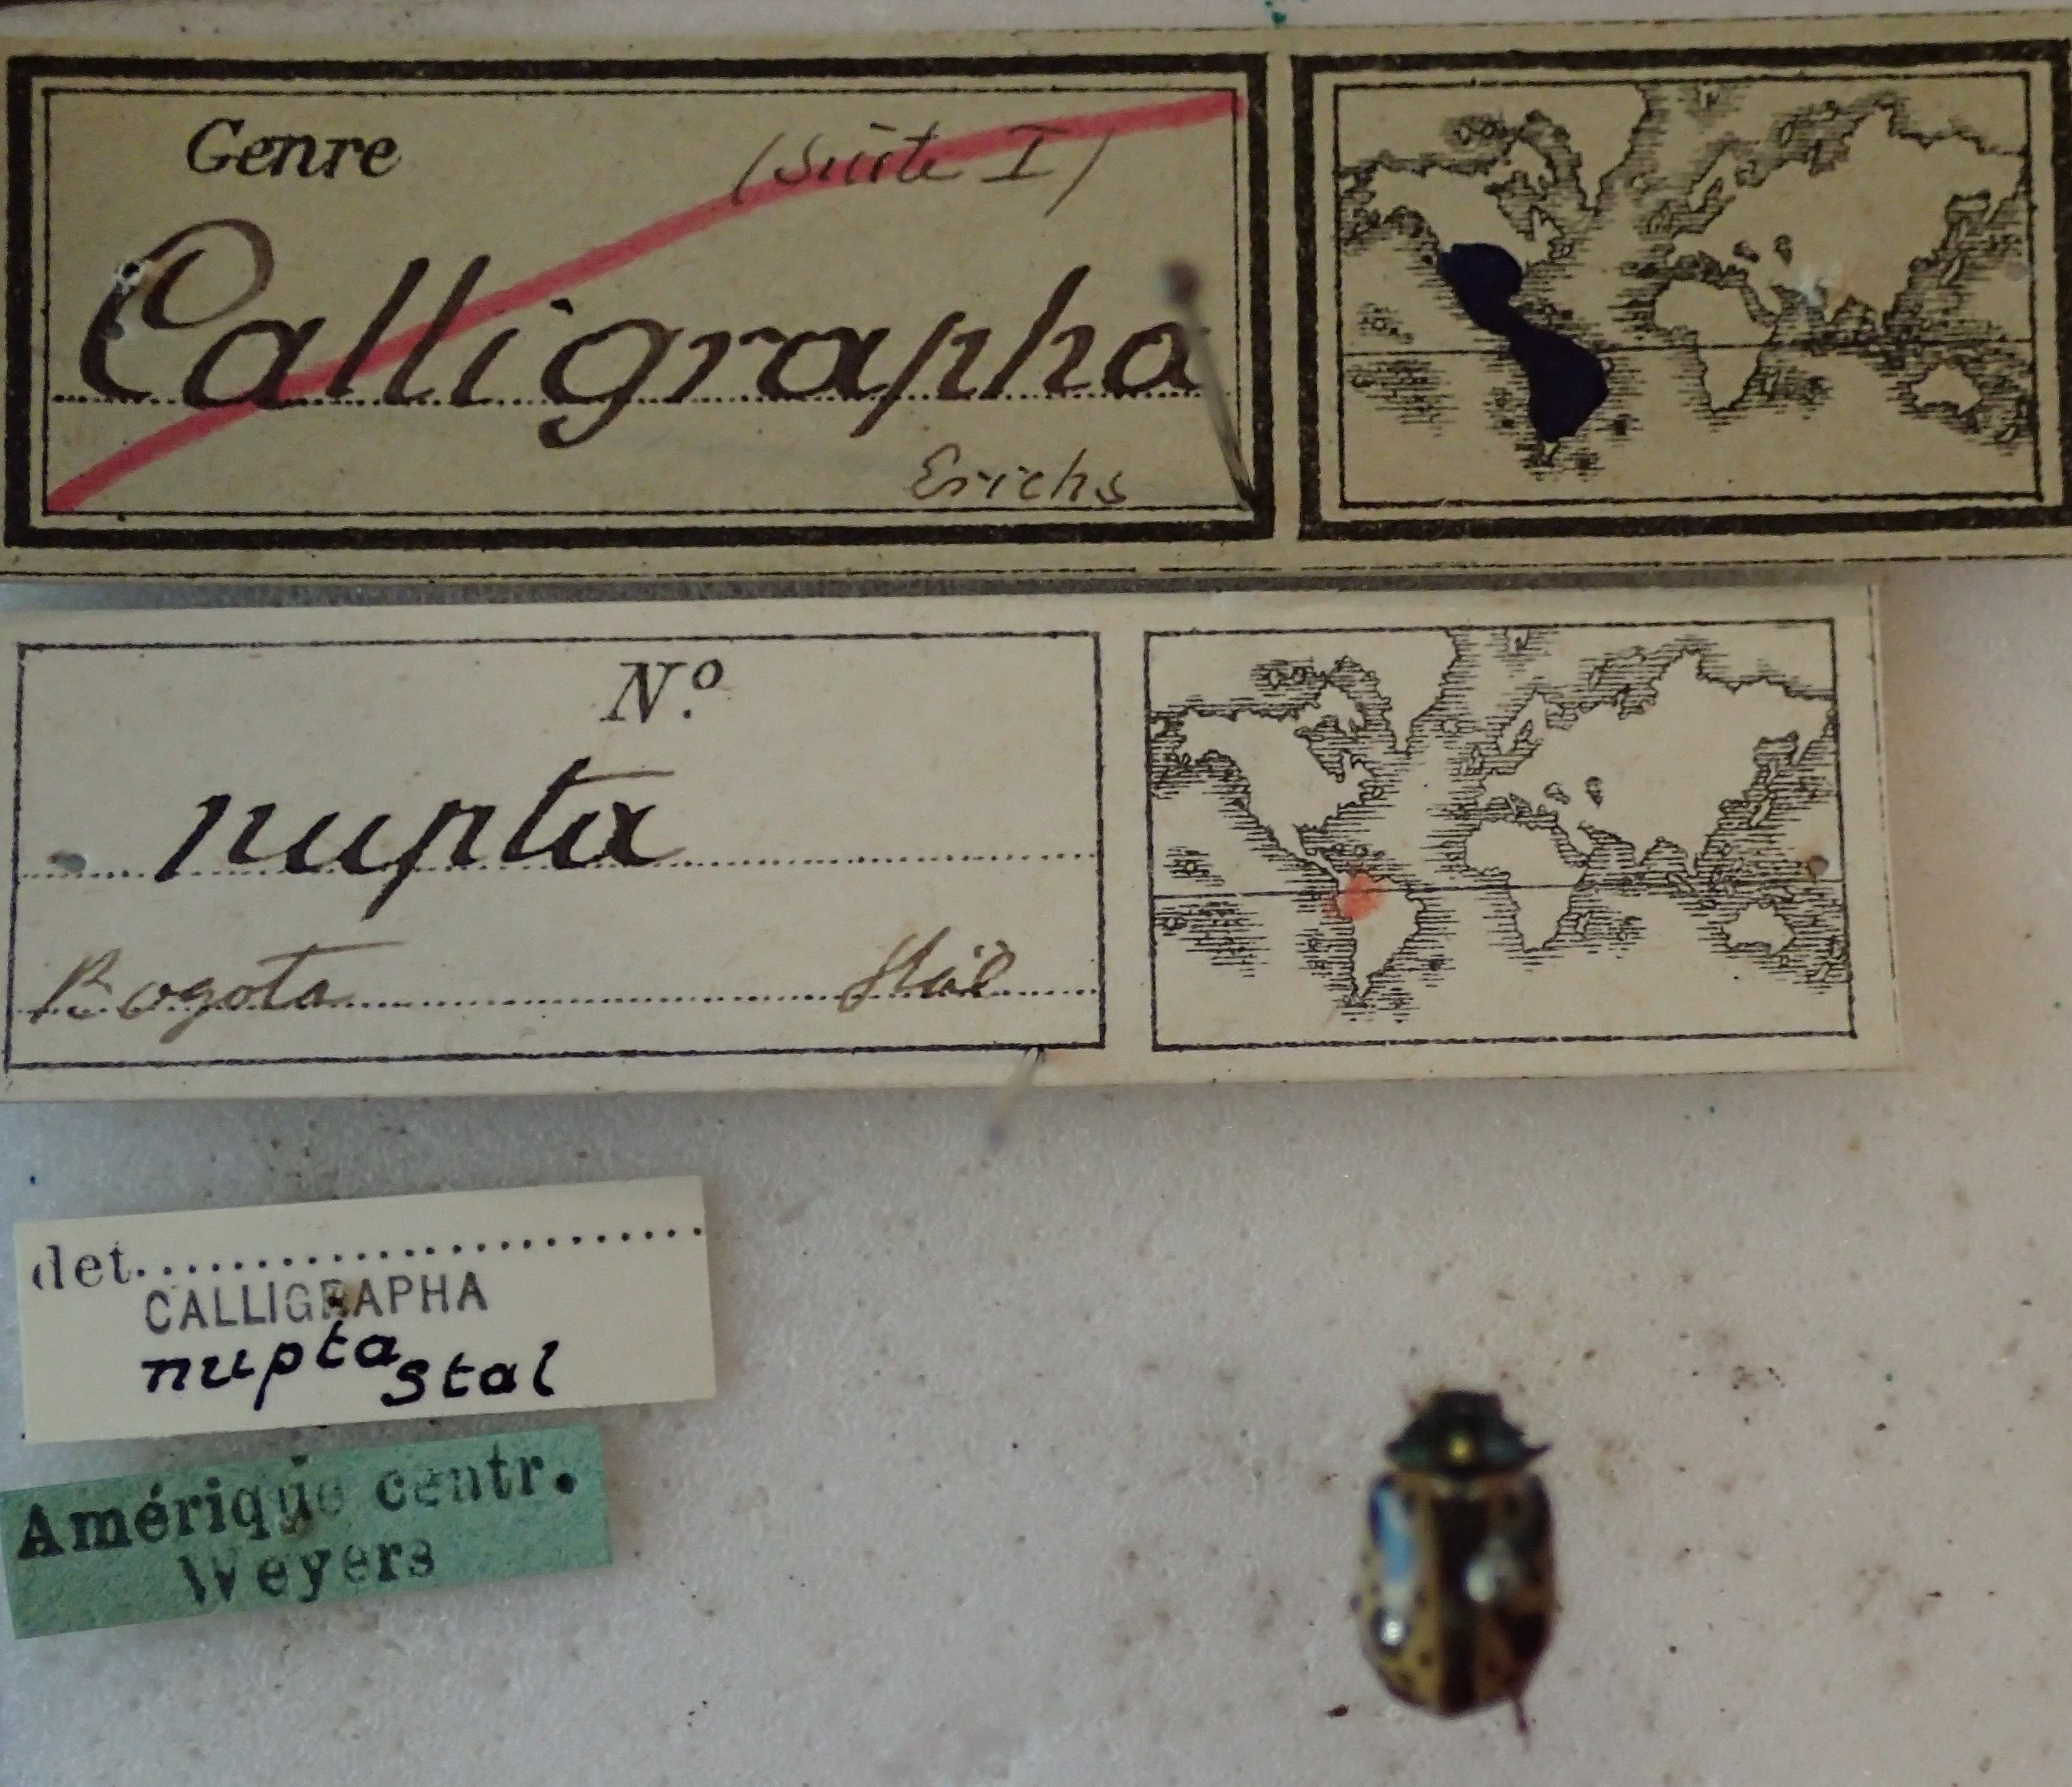 Genre (Suite I)
Calligrapha
Erichs
N.º
nupta
Bogota Stål
det.
CALLIGRAPHA
nupta stal
Amérique centr.
Weyers